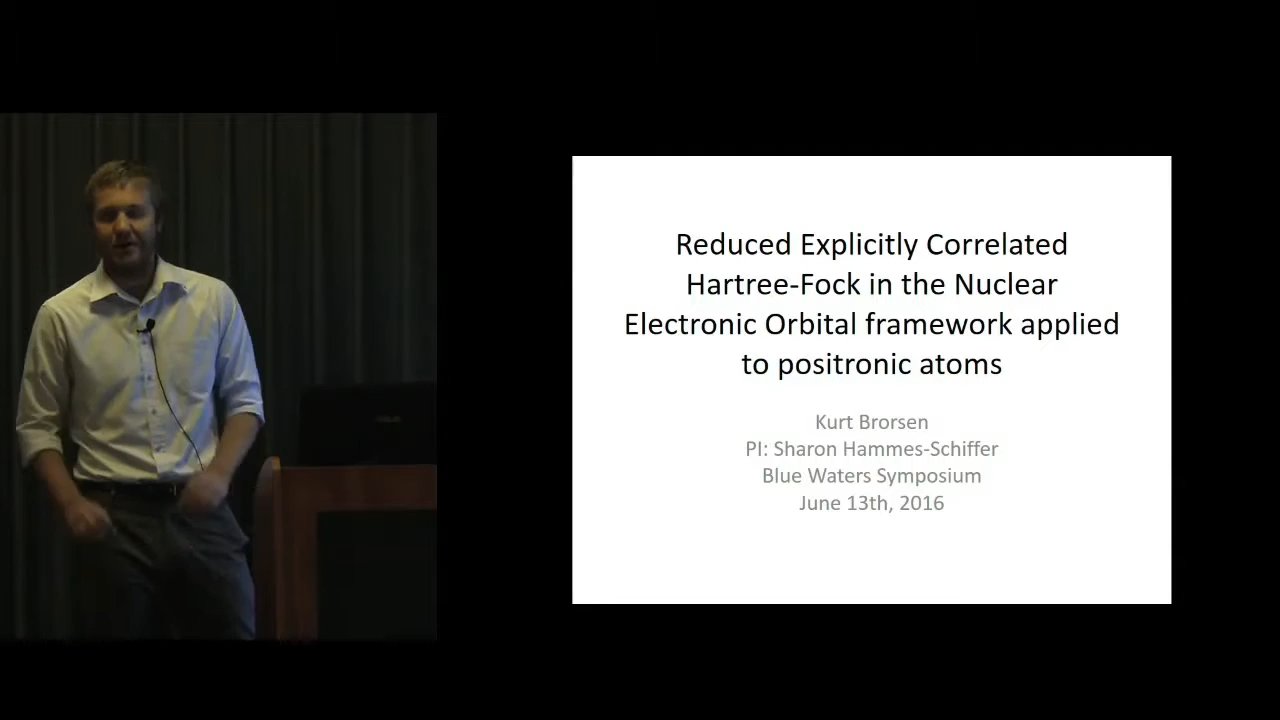 Reduced Explicitly Correlated
Hartree-Fock in the Nuclear
Electronic Orbital framework applied
to positronic atoms
Kurt Brorsen
PI: Sharon Hammes-Schiffer
Blue Waters Symposium
June 13th, 2016